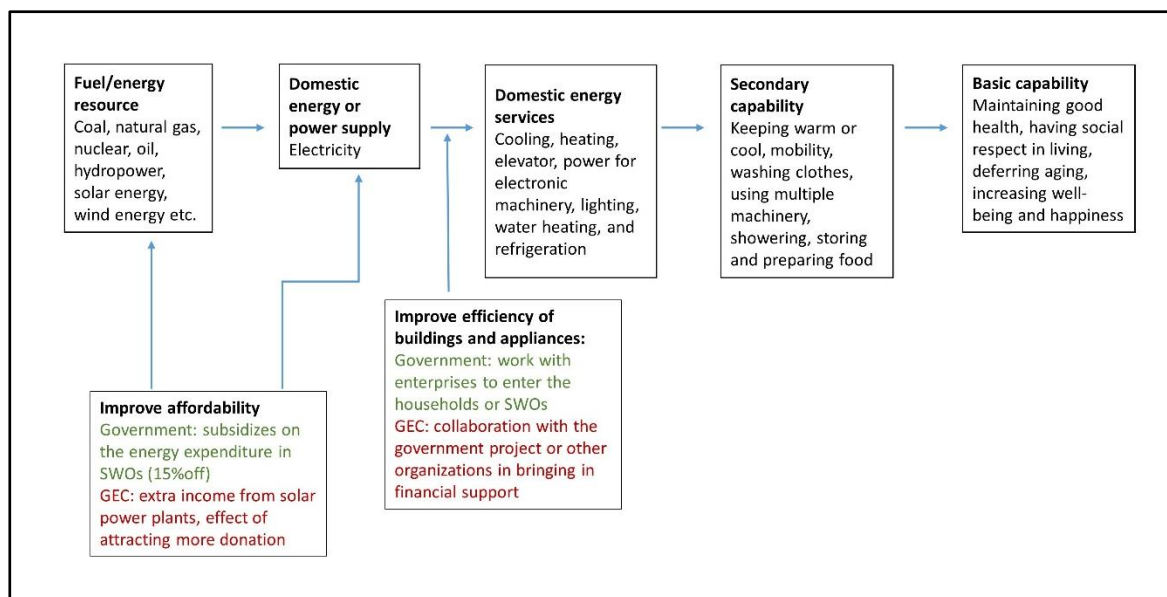 Fuel/energy
resource
Coal, natural gas,
nuclear, oil,
hydropower,
solar energy,
wind energy etc.
Domestic
energy or
power supply
Electricity
Domestic energy
services
Cooling, heating,
elevator, power for
electronic
machinery, lighting,
water heating, and
refrigeration
Secondary
capability
Keeping warm or
cool, mobility,
washing clothes,
using multiple
machinery,
showering, storing
and preparing food
Basic capability
Maintaining good
health, having social
respect in living,
deferring aging,
increasing well-
being and happiness
Improve affordability
Government: subsidizes on
the energy expenditure in
SWOs (15%off)
GEC: extra income from solar
power plants, effect of
attracting more donation
Improve efficiency of
buildings and appliances:
Government: work with
enterprises to enter the
households or SWOs
GEC: collaboration with the
government project or other
organizations in bringing in
financial support